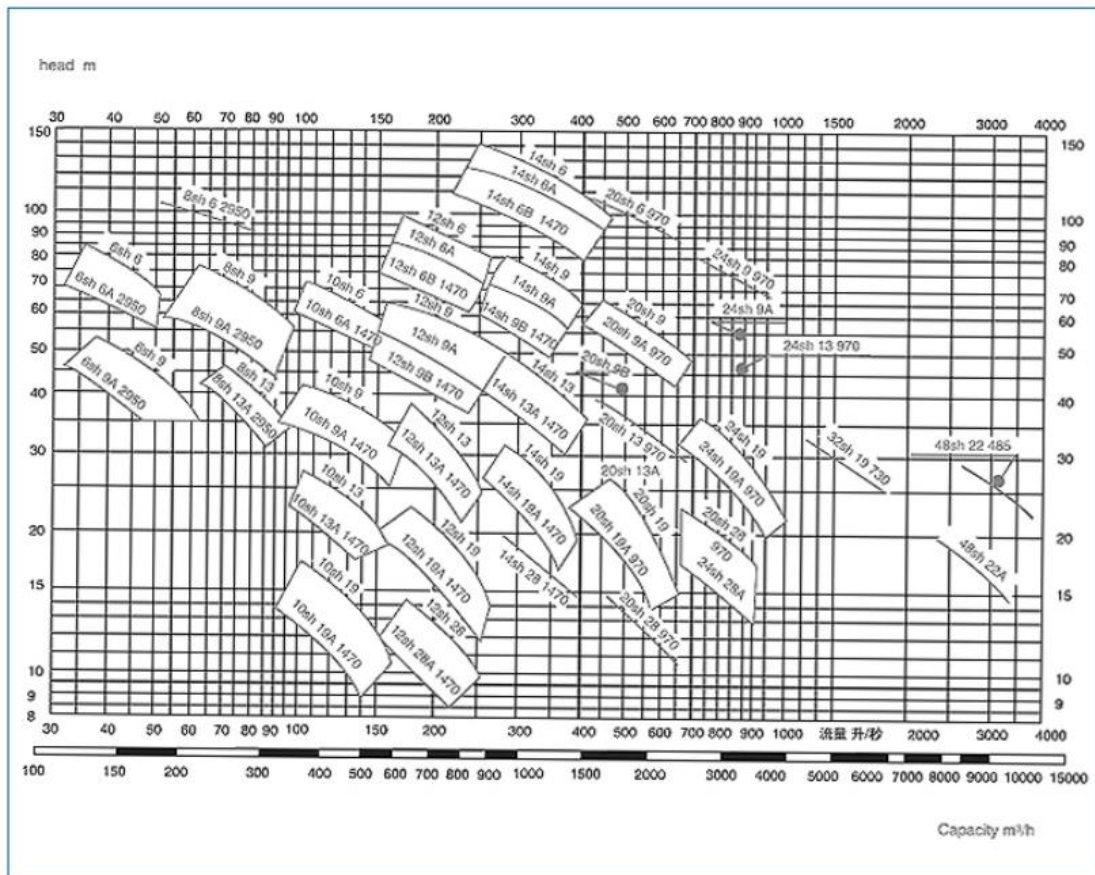 head m
30 40 50 60 70 80 90 100 150 200 300 400 500 600 700 800 900 1000 1500 2000 3000 4000
150 150
14sh 6
14sh 6A
14sh 6B 1470
20sh 6 970
8sh 6 2950
100 100
90 90
80 80
70 70
60 60
50 50
40 40
30 30
20 20
15 15
10 10
9 9
8
12sh 6
12sh 6A
12sh 6B 1470
24sh 9 970
6sh 6
6sh 6A 2950
8sh 9
8sh 9A 2950
10sh 6
10sh 6A 1470
14sh 9
14sh 9A
14sh 9B 1470
12sh 9
12sh 9A
12sh 9B 1470
20sh 9
20sh 9A 970
24sh 9A
24sh 13 970
20sh 9B
6sh 9
6sh 9A 2950
8sh 13
8sh 13A 2950
10sh 9
10sh 9A 1470
14sh 13
14sh 13A 1470
12sh 13
12sh 13A 1470
20sh 13 970
20sh 13A
24sh 19
24sh 19A 970
32sh 19 730
48sh 22 485
10sh 13
10sh 13A 1470
14sh 19
14sh 19A 1470
12sh 19
12sh 19A 1470
20sh 19
20sh 19A 970
20sh 28
970
24sh 28A
48sh 22A
14sh 28 1470
20sh 28 970
10sh 19
10sh 19A 1470
12sh 28
12sh 28A 1470
30 40 50 60 70 80 90 100 150 200 300 400 500 600 700 800 1000 流量 升/秒 2000 3000 4000
100 150 200 300 400 500 600 700 800 900 1000 1500 2000 3000 4000 5000 6000 7000 8000 9000 10000 15000
Capacity m³/h